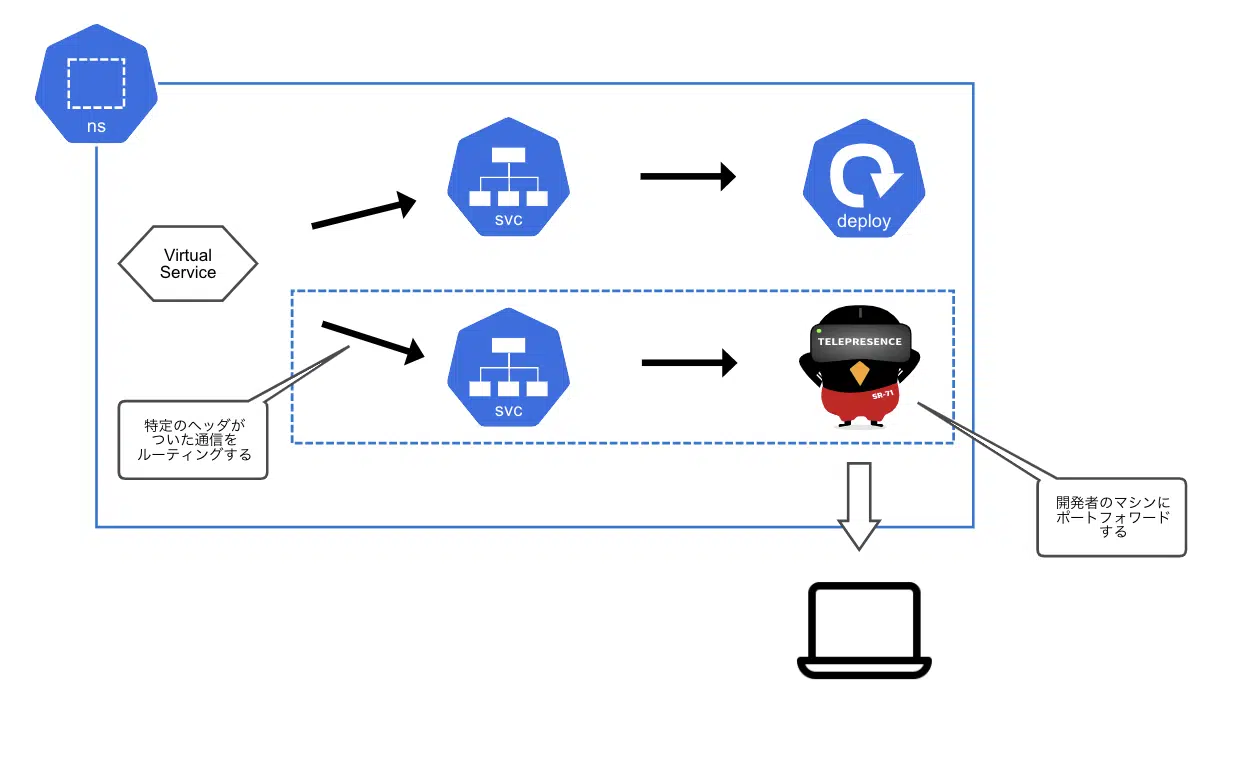 ns
svc
deploy
Virtual
Service
TELEPRESENCE
SR-71
svc
特定のヘッダが
ついた通信を
ルーティングする
開発者のマシンに
ポートフォワード
する